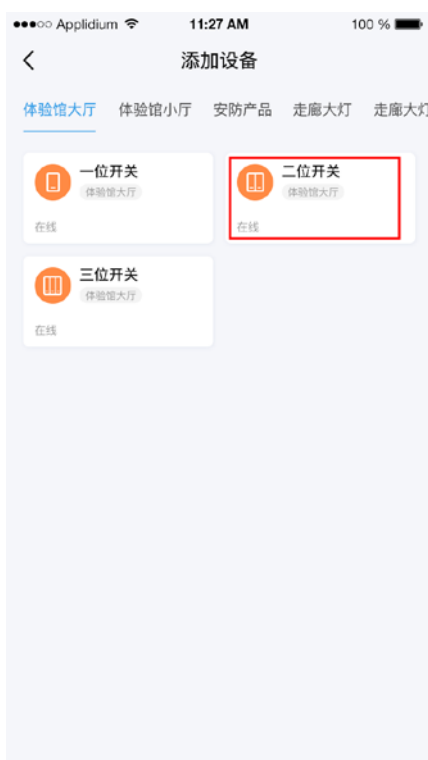 Applidium 11:27 AM 100 %
添加设备
体验馆大厅 体验馆小厅 安防产品 走廊大灯 走廊大灯
一位开关 二位开关
体验馆大厅 体验馆大厅
在线 在线
三位开关
体验馆大厅
在线